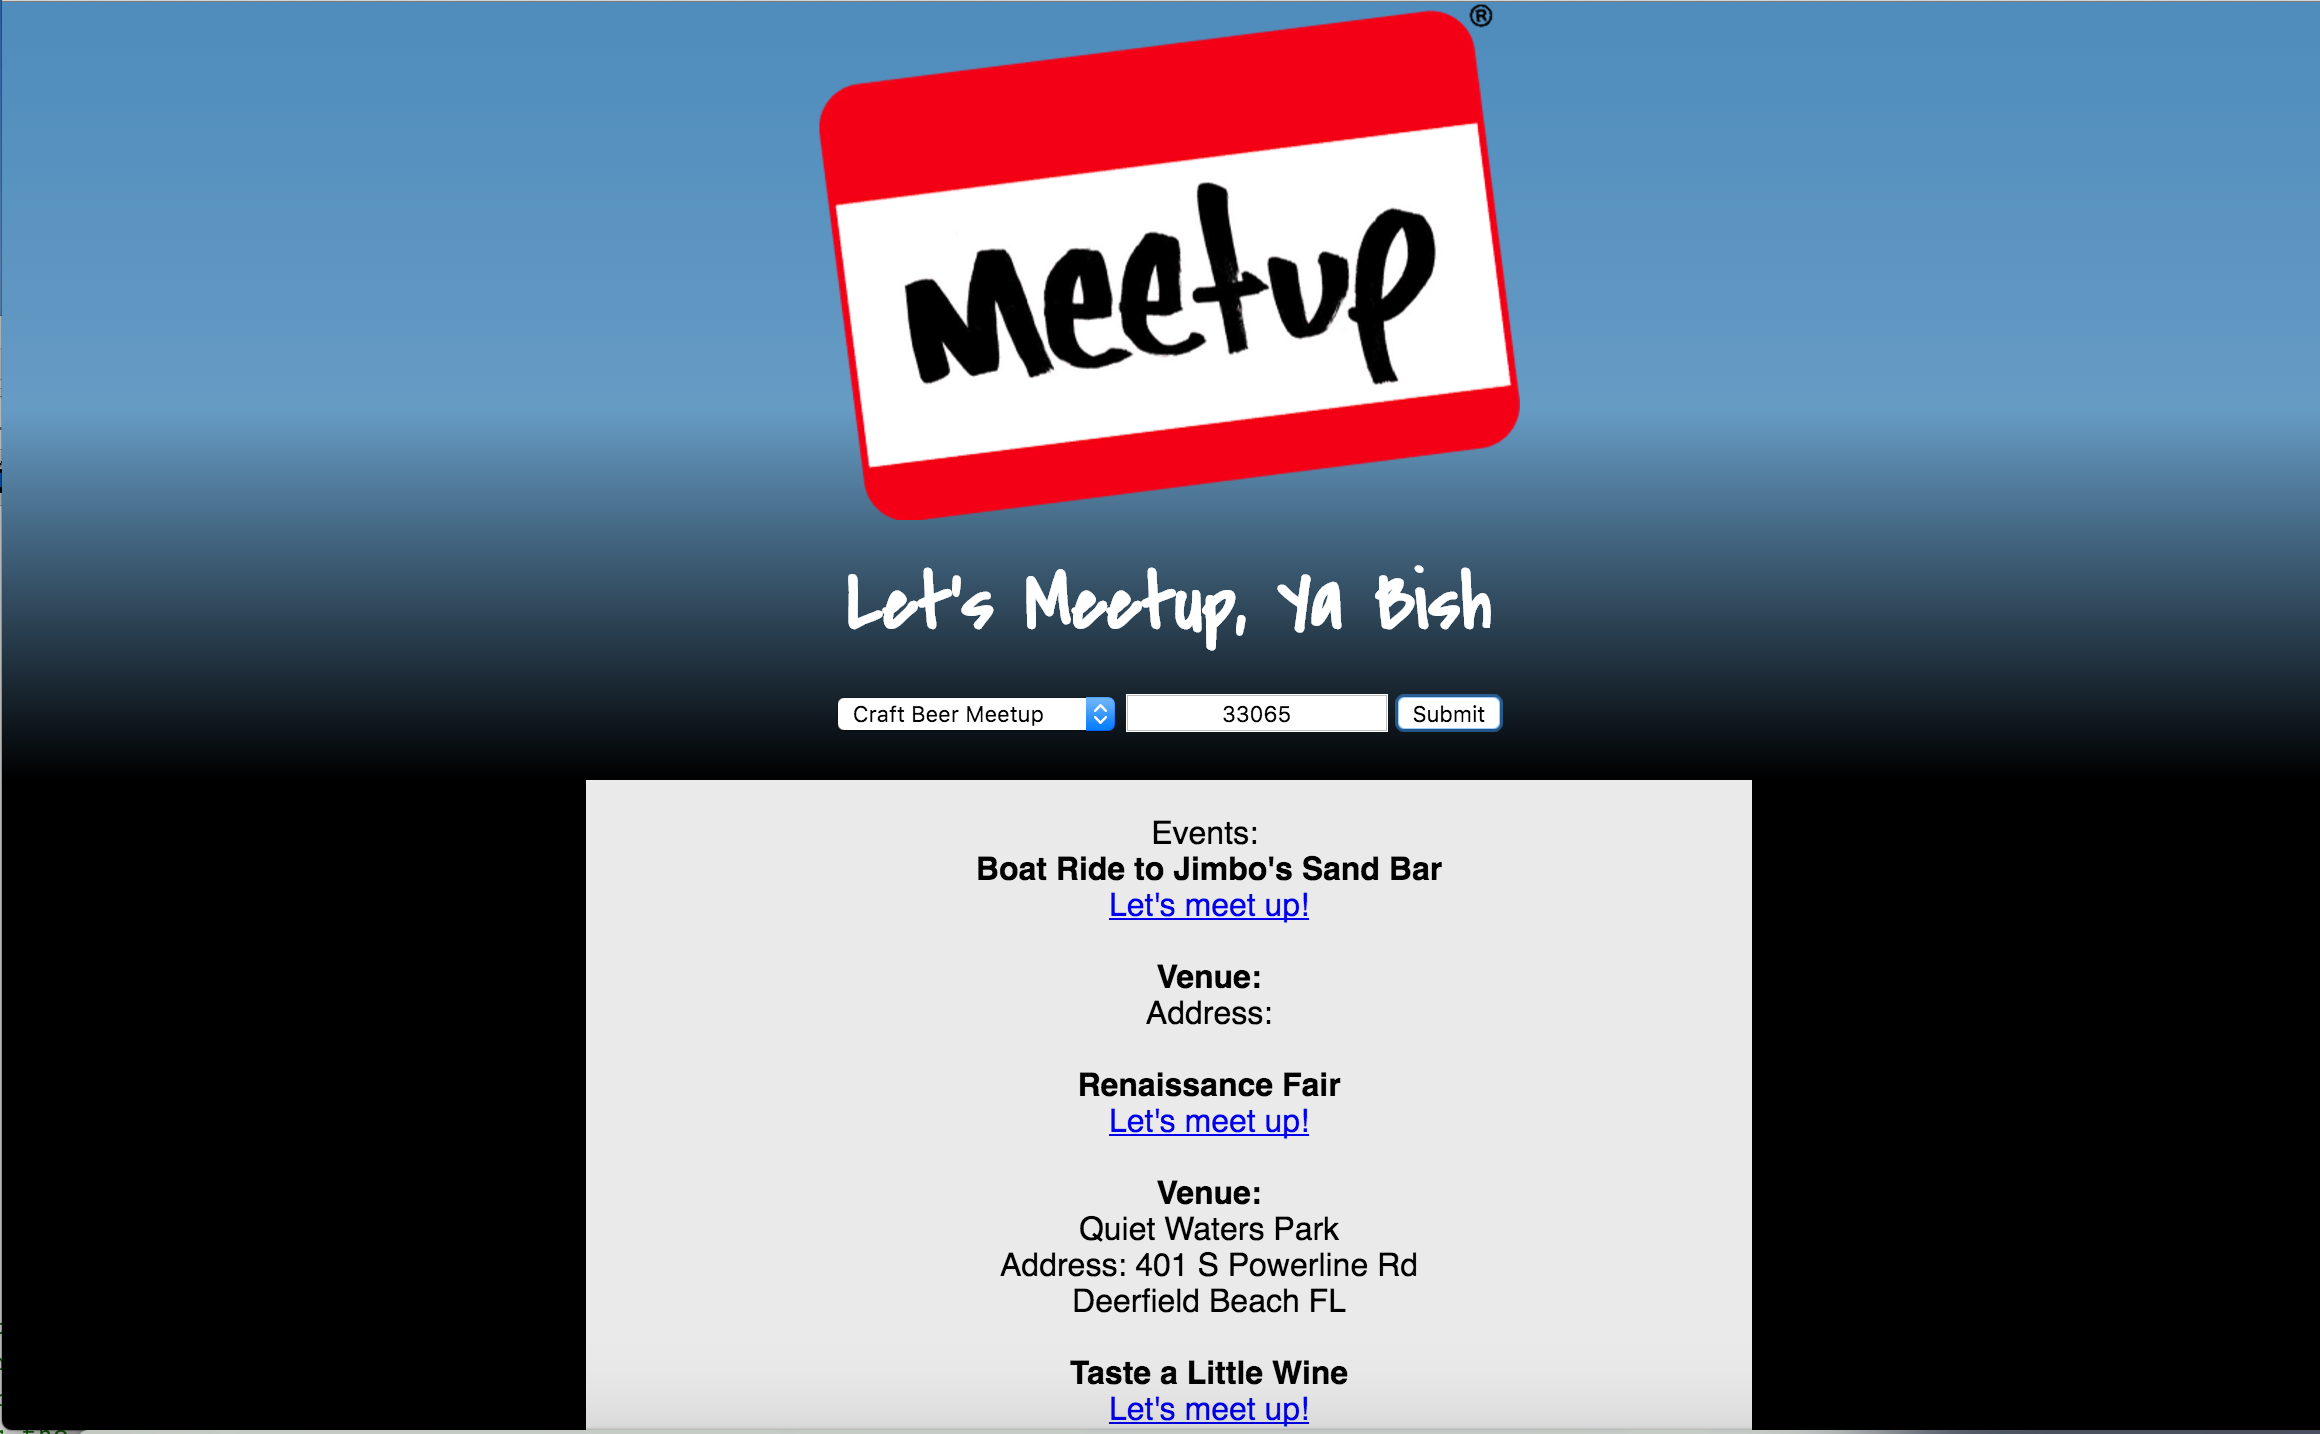 ®
meetup
Let's Meetup, Ya Bish
Craft Beer Meetup 33065 Submit
Events:
Boat Ride to Jimbo's Sand Bar
Let's meet up!
Venue:
Address:
Renaissance Fair
Let's meet up!
Venue:
Quiet Waters Park
Address: 401 S Powerline Rd
Deerfield Beach FL
Taste a Little Wine
Let's meet up!